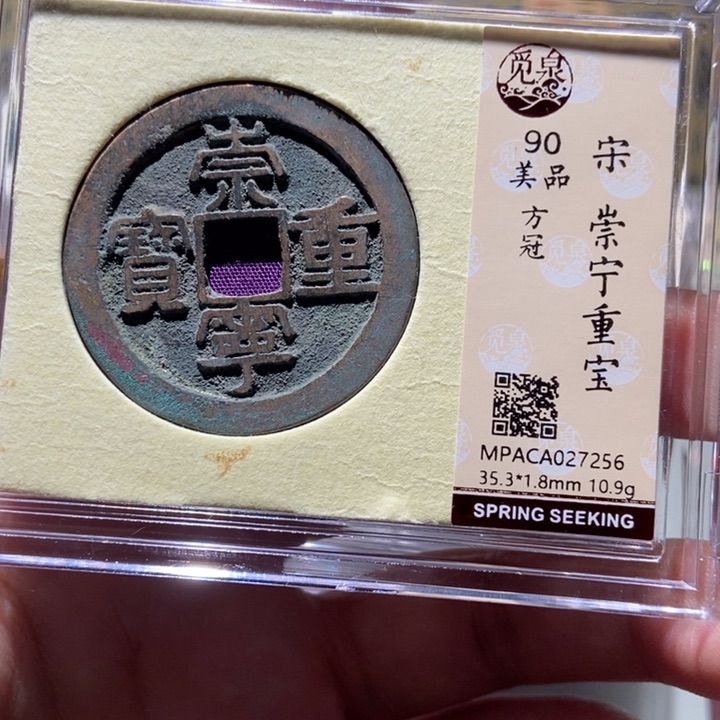 崇
重
寧
寶
觅泉
90
美品
方冠
宋 崇宁重宝
MPACA027256
35.3*1.8mm 10.9g
SPRING SEEKING